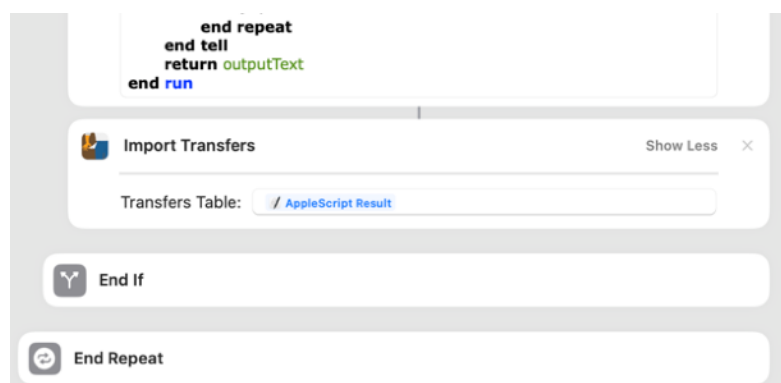 end repeat
end tell
return outputText
end run
Import Transfers Show Less
Transfers Table: AppleScript Result
End If
End Repeat